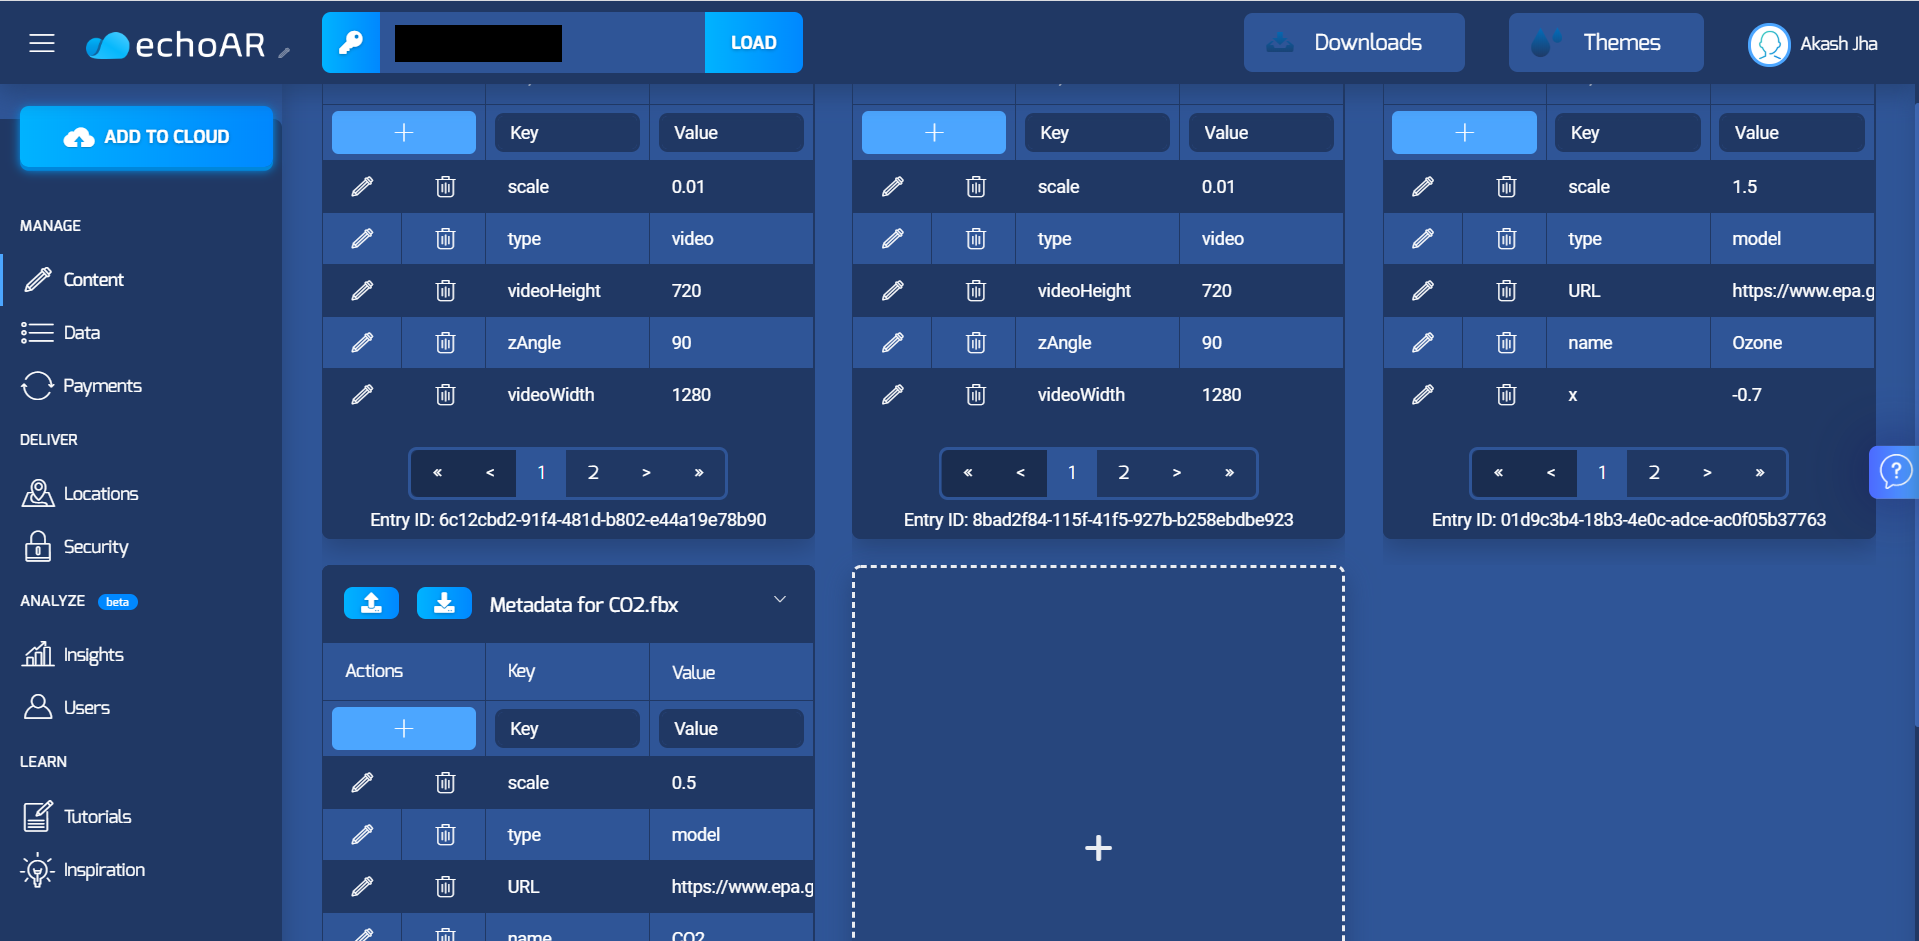 echoAR
LOAD
Downloads
Themes
Akash Jha
ADD TO CLOUD
MANAGE
Content
Data
Payments
DELIVER
Locations
Security
ANALYZE beta
Insights
Users
LEARN
Tutorials
Inspiration
Key Value
scale 0.01
type video
videoHeight 720
zAngle 90
videoWidth 1280
« < 1 2 > »
Entry ID: 6c12cbd2-91f4-481d-b802-e44a19e78b90
Key Value
scale 0.01
type video
videoHeight 720
zAngle 90
videoWidth 1280
« < 1 2 > »
Entry ID: 8bad2f84-115f-41f5-927b-b258ebdbe923
Key Value
scale 1.5
type model
URL https://www.epa.g
name Ozone
x -0.7
« < 1 2 > »
Entry ID: 01d9c3b4-18b3-4e0c-adce-ac0f05b37763
Metadata for CO2.fbx
Actions Key Value
Key Value
scale 0.5
type model
URL https://www.epa.g
name CO2